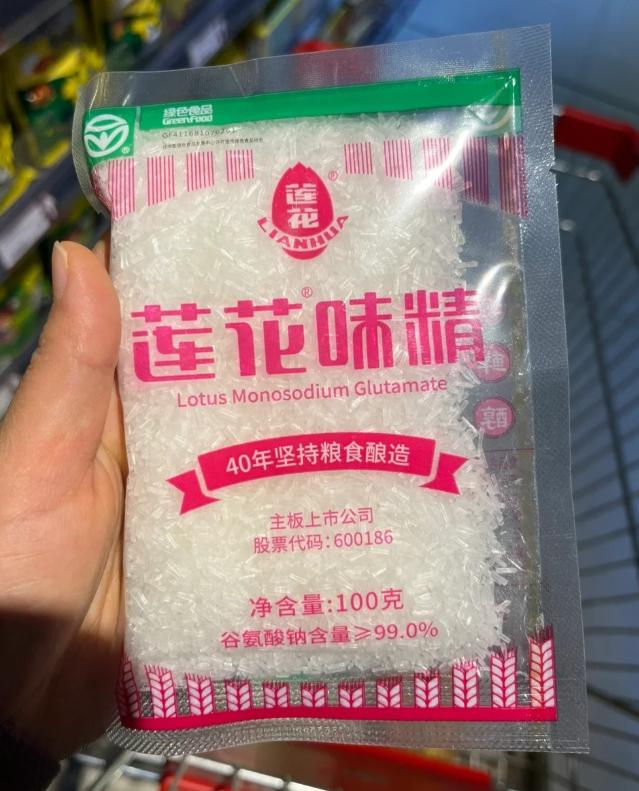 绿色食品
GreenFood
莲花
LIANHUA
莲花味精
Lotus Monosodium Glutamate
40年坚持粮食酿造
主板上市公司
股票代码:600186
净含量:100克
谷氨酸钠含量≥99.0%